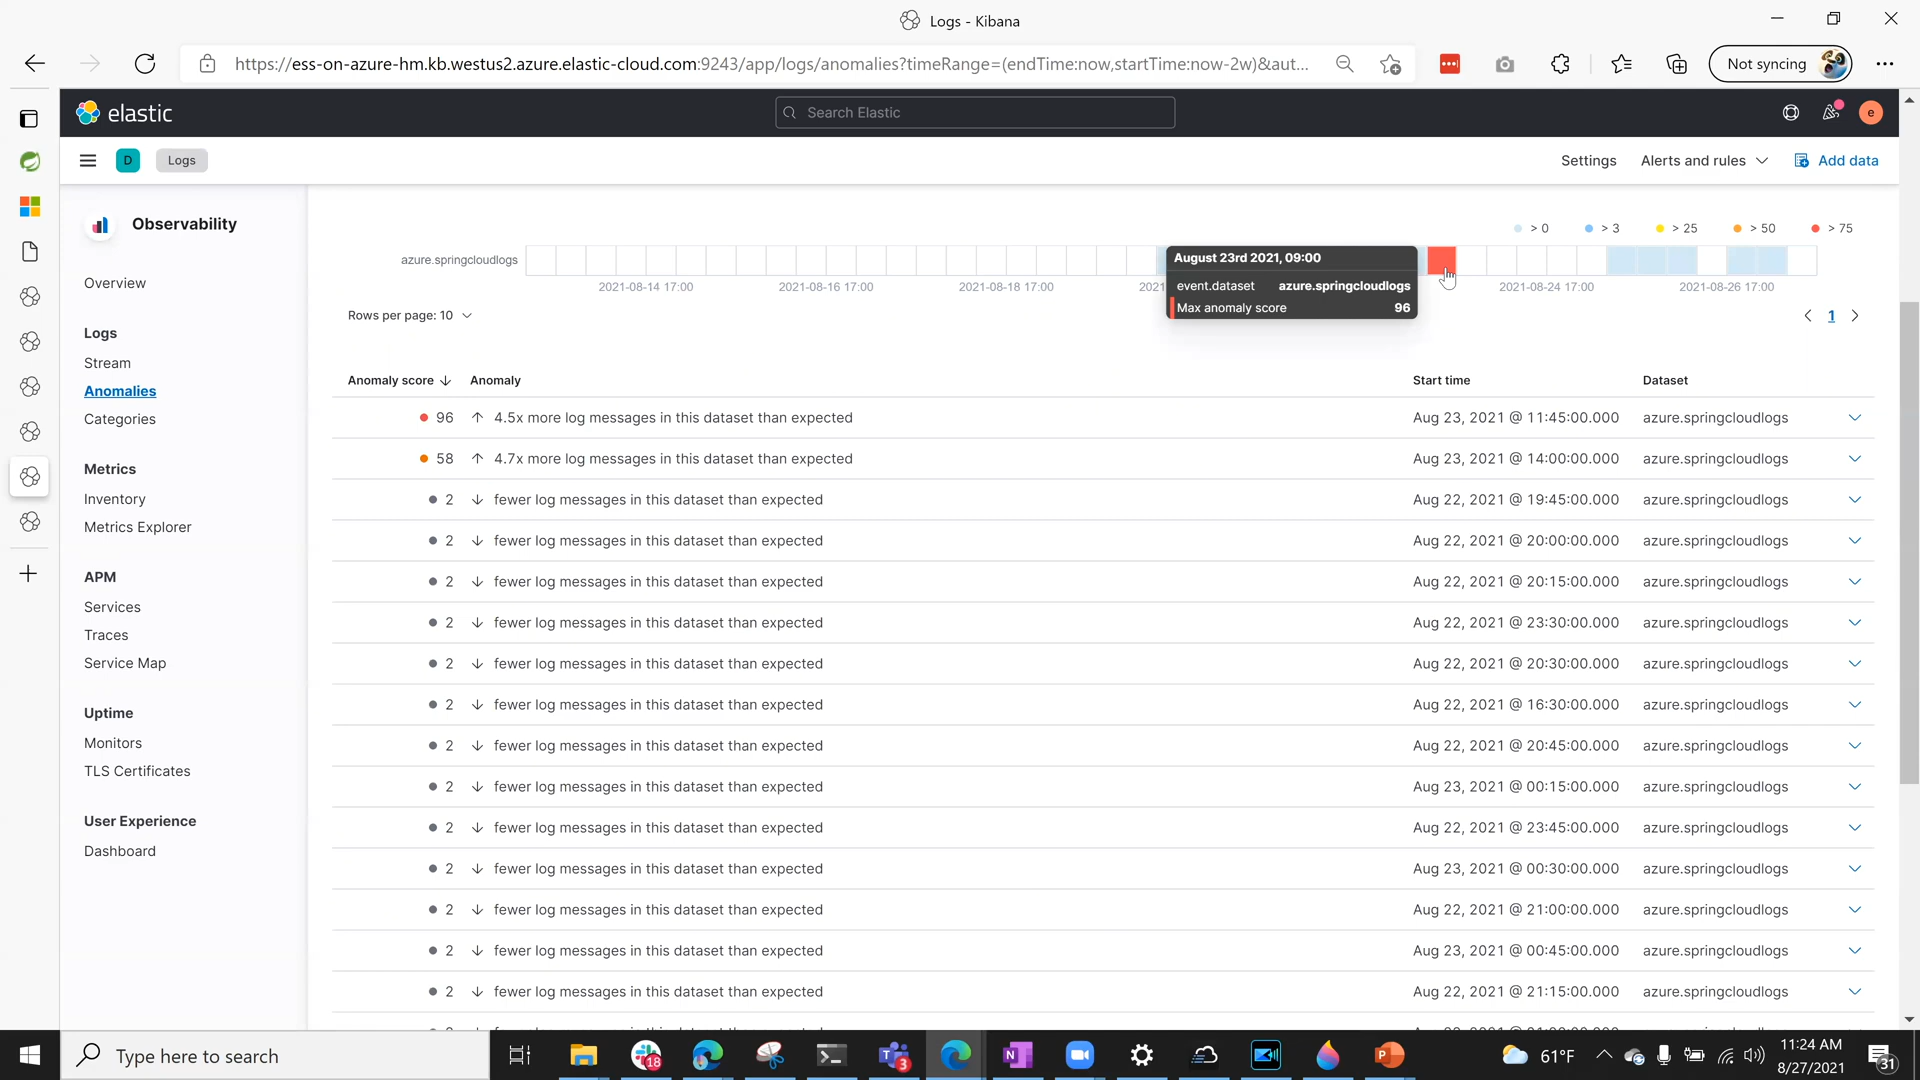 Logs - Kibana
https://ess-on-azure-hm.kb.westus2.azure.elastic-cloud.com:9243/app/logs/anomalies?timeRange=(endTime:now,startTime:now-2w)&aut...
Not syncing
elastic
Search Elastic
e
D
Logs
Settings
Alerts and rules
Add data
Observability
Overview
Logs
Stream
Anomalies
Categories
Metrics
Inventory
Metrics Explorer
APM
Services
Traces
Service Map
Uptime
Monitors
TLS Certificates
User Experience
Dashboard
> 0 > 3 > 25 > 50 > 75
azure.springcloudlogs
August 23rd 2021, 09:00
event.dataset azure.springcloudlogs
Max anomaly score 96
2021-08-14 17:00 2021-08-16 17:00 2021-08-18 17:00 2021-08-24 17:00 2021-08-26 17:00
Rows per page: 10
1
Anomaly score Anomaly Start time Dataset
96 ↑ 4.5x more log messages in this dataset than expected Aug 23, 2021 @ 11:45:00.000 azure.springcloudlogs
58 ↑ 4.7x more log messages in this dataset than expected Aug 23, 2021 @ 14:00:00.000 azure.springcloudlogs
2 ↓ fewer log messages in this dataset than expected Aug 22, 2021 @ 19:45:00.000 azure.springcloudlogs
2 ↓ fewer log messages in this dataset than expected Aug 22, 2021 @ 20:00:00.000 azure.springcloudlogs
2 ↓ fewer log messages in this dataset than expected Aug 22, 2021 @ 20:15:00.000 azure.springcloudlogs
2 ↓ fewer log messages in this dataset than expected Aug 22, 2021 @ 23:30:00.000 azure.springcloudlogs
2 ↓ fewer log messages in this dataset than expected Aug 22, 2021 @ 20:30:00.000 azure.springcloudlogs
2 ↓ fewer log messages in this dataset than expected Aug 22, 2021 @ 16:30:00.000 azure.springcloudlogs
2 ↓ fewer log messages in this dataset than expected Aug 22, 2021 @ 20:45:00.000 azure.springcloudlogs
2 ↓ fewer log messages in this dataset than expected Aug 23, 2021 @ 00:15:00.000 azure.springcloudlogs
2 ↓ fewer log messages in this dataset than expected Aug 22, 2021 @ 23:45:00.000 azure.springcloudlogs
2 ↓ fewer log messages in this dataset than expected Aug 23, 2021 @ 00:30:00.000 azure.springcloudlogs
2 ↓ fewer log messages in this dataset than expected Aug 22, 2021 @ 21:00:00.000 azure.springcloudlogs
2 ↓ fewer log messages in this dataset than expected Aug 23, 2021 @ 00:45:00.000 azure.springcloudlogs
2 ↓ fewer log messages in this dataset than expected Aug 22, 2021 @ 21:15:00.000 azure.springcloudlogs
Type here to search
18
3
61°F
11:24 AM
8/27/2021
31